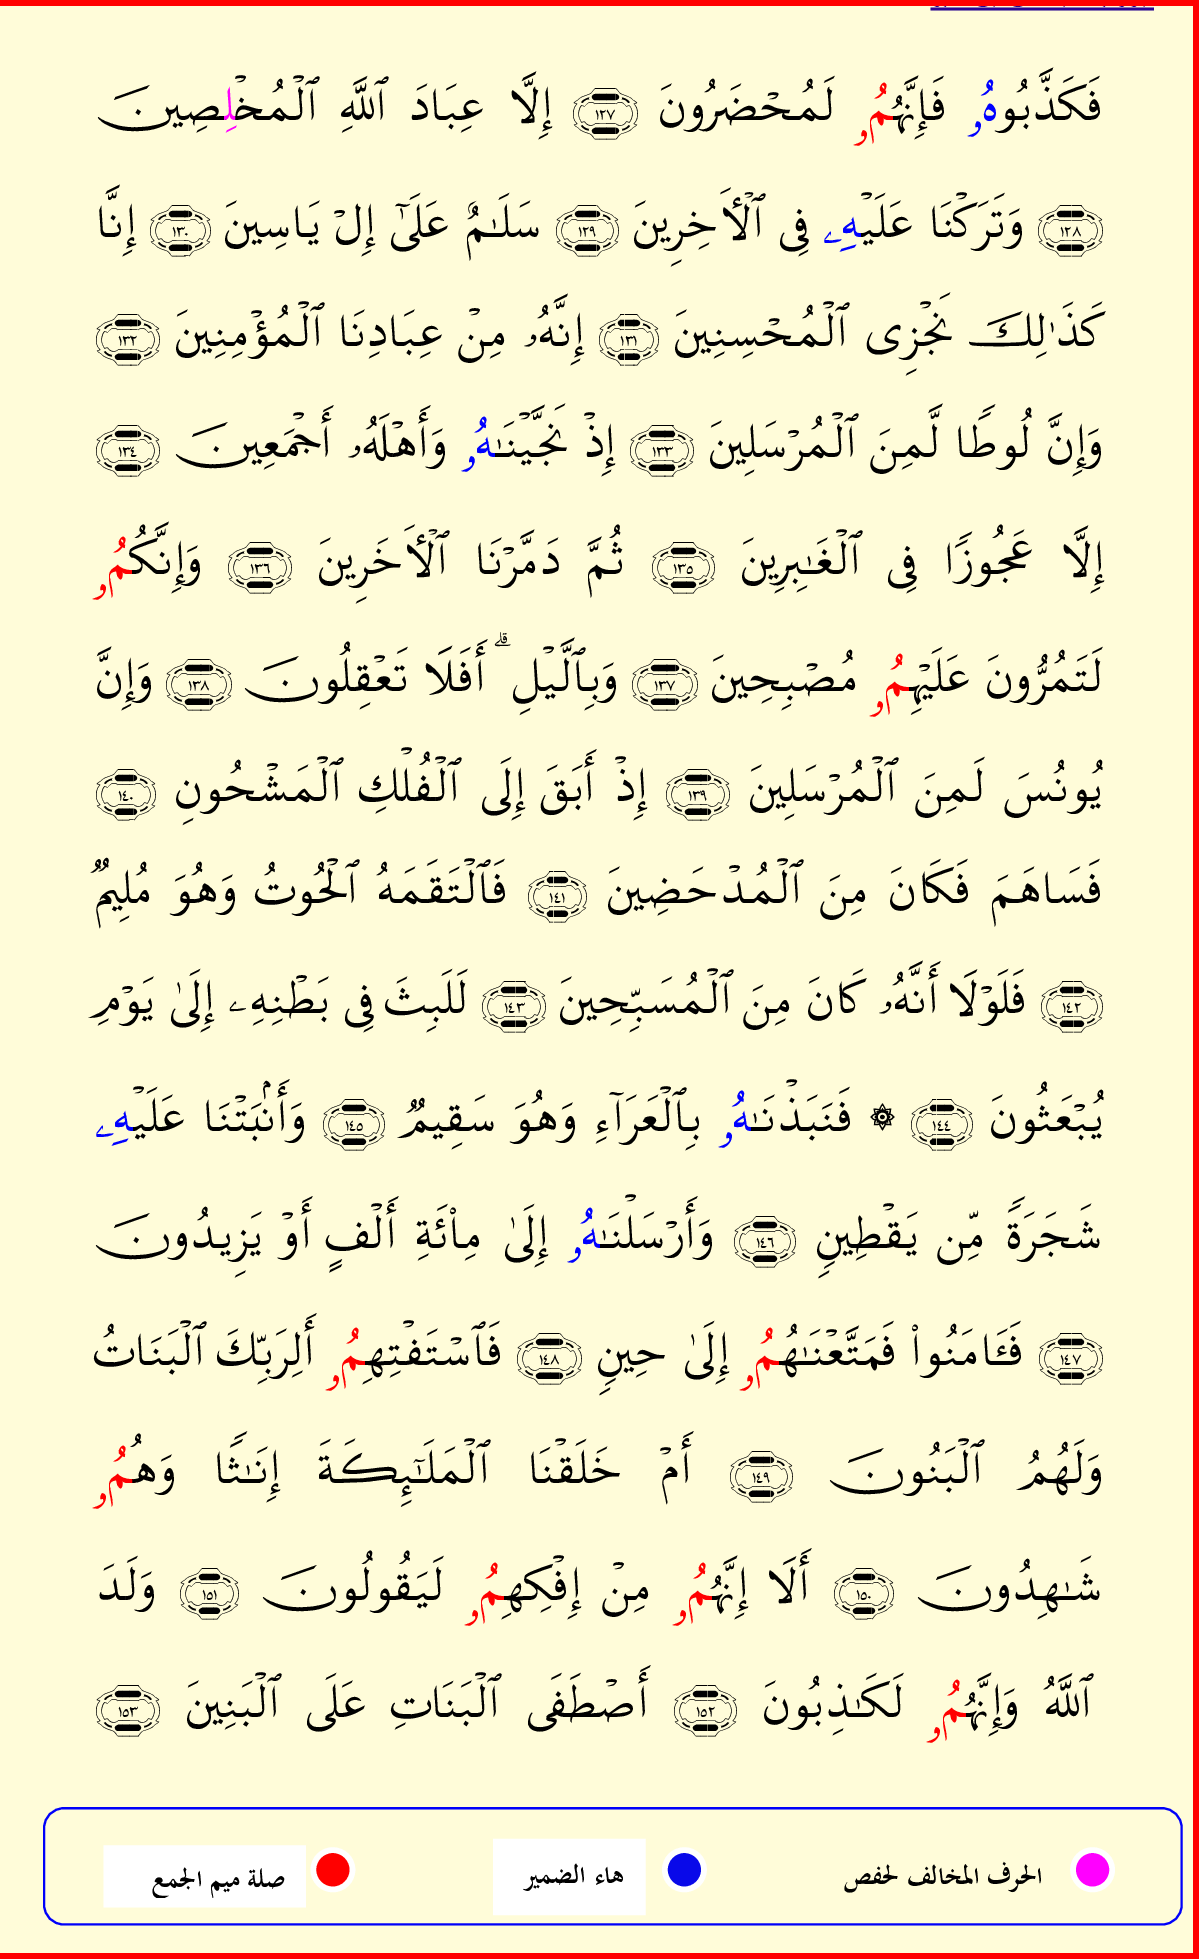 فَكَذَّبُوهُۥ فَإِنَّهُمُۥ لَمُحْضَرُونَ ١٢٧ إِلَّا عِبَادَ ٱللَّهِ ٱلْمُخْلِصِينَ
١٢٨ وَتَرَكْنَا عَلَيْهِۦ فِى ٱلْأَخِرِينَ ١٢٩ سَلَـٰمٌ عَلَىٰٓ إِلْ يَاسِينَ ١٣٠ إِنَّا
كَذَٰلِكَ نَجْزِى ٱلْمُحْسِنِينَ ١٣١ إِنَّهُۥ مِنْ عِبَادِنَا ٱلْمُؤْمِنِينَ ١٣٢
وَإِنَّ لُوطًا لَّمِنَ ٱلْمُرْسَلِينَ ١٣٣ إِذْ نَجَّيْنَـٰهُۥ وَأَهْلَهُۥ أَجْمَعِينَ ١٣٤
إِلَّا عَجُوزًا فِى ٱلْغَـٰبِرِينَ ١٣٥ ثُمَّ دَمَّرْنَا ٱلْأَخَرِينَ ١٣٦ وَإِنَّكُمُۥ
لَتَمُرُّونَ عَلَيْهِمُۥ مُصْبِحِينَ ١٣٧ وَبِٱلَّيْلِ ۗ أَفَلَا تَعْقِلُونَ ١٣٨ وَإِنَّ
يُونُسَ لَمِنَ ٱلْمُرْسَلِينَ ١٣٩ إِذْ أَبَقَ إِلَى ٱلْفُلْكِ ٱلْمَشْحُونِ ١٤٠
فَسَاهَمَ فَكَانَ مِنَ ٱلْمُدْحَضِينَ ١٤١ فَٱلْتَقَمَهُ ٱلْحُوتُ وَهُوَ مُلِيمٌ
١٤٢ فَلَوْلَا أَنَّهُۥ كَانَ مِنَ ٱلْمُسَبِّحِينَ ١٤٣ لَلَبِثَ فِى بَطْنِهِۦ إِلَىٰ يَوْمِ
يُبْعَثُونَ ١٤٤ ۞ فَنَبَذْنَـٰهُۥ بِٱلْعَرَآءِ وَهُوَ سَقِيمٌ ١٤٥ وَأَنۢبَتْنَا عَلَيْهِۦ
شَجَرَةً مِّن يَقْطِينٍ ١٤٦ وَأَرْسَلْنَـٰهُۥ إِلَىٰ مِا۟ئَةِ أَلْفٍ أَوْ يَزِيدُونَ
١٤٧ فَـَٔامَنُوا۟ فَمَتَّعْنَـٰهُمُۥ إِلَىٰ حِينٍ ١٤٨ فَٱسْتَفْتِهِمُۥ أَلِرَبِّكَ ٱلْبَنَاتُ
وَلَهُمُ ٱلْبَنُونَ ١٤٩ أَمْ خَلَقْنَا ٱلْمَلَـٰٓئِكَةَ إِنَـٰثًا وَهُمُۥ
شَـٰهِدُونَ ١٥٠ أَلَا إِنَّهُمُۥ مِنْ إِفْكِهِمُۥ لَيَقُولُونَ ١٥١ وَلَدَ
ٱللَّهُ وَإِنَّهُمُۥ لَكَـٰذِبُونَ ١٥٢ أَصْطَفَى ٱلْبَنَاتِ عَلَى ٱلْبَنِينَ ١٥٣
الحرف المخالف لحفص هاء الضمير صلة ميم الجمع